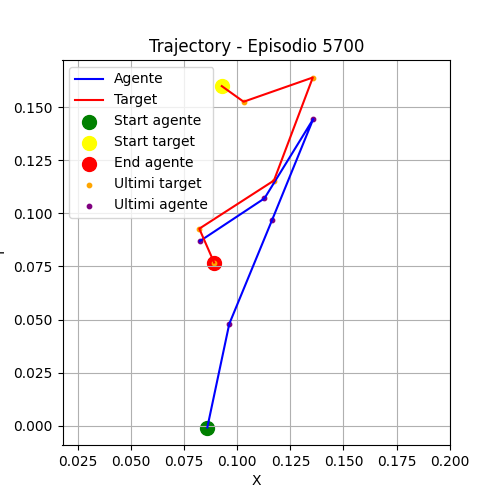 Trajectory - Episodio 5700
Agente
Target
Start agente
Start target
End agente
Ultimi target
Ultimi agente
0.150
0.125
0.100
0.075
0.050
0.025
0.000
0.025
0.050
0.075
0.100
0.125
0.150
0.175
0.200
X